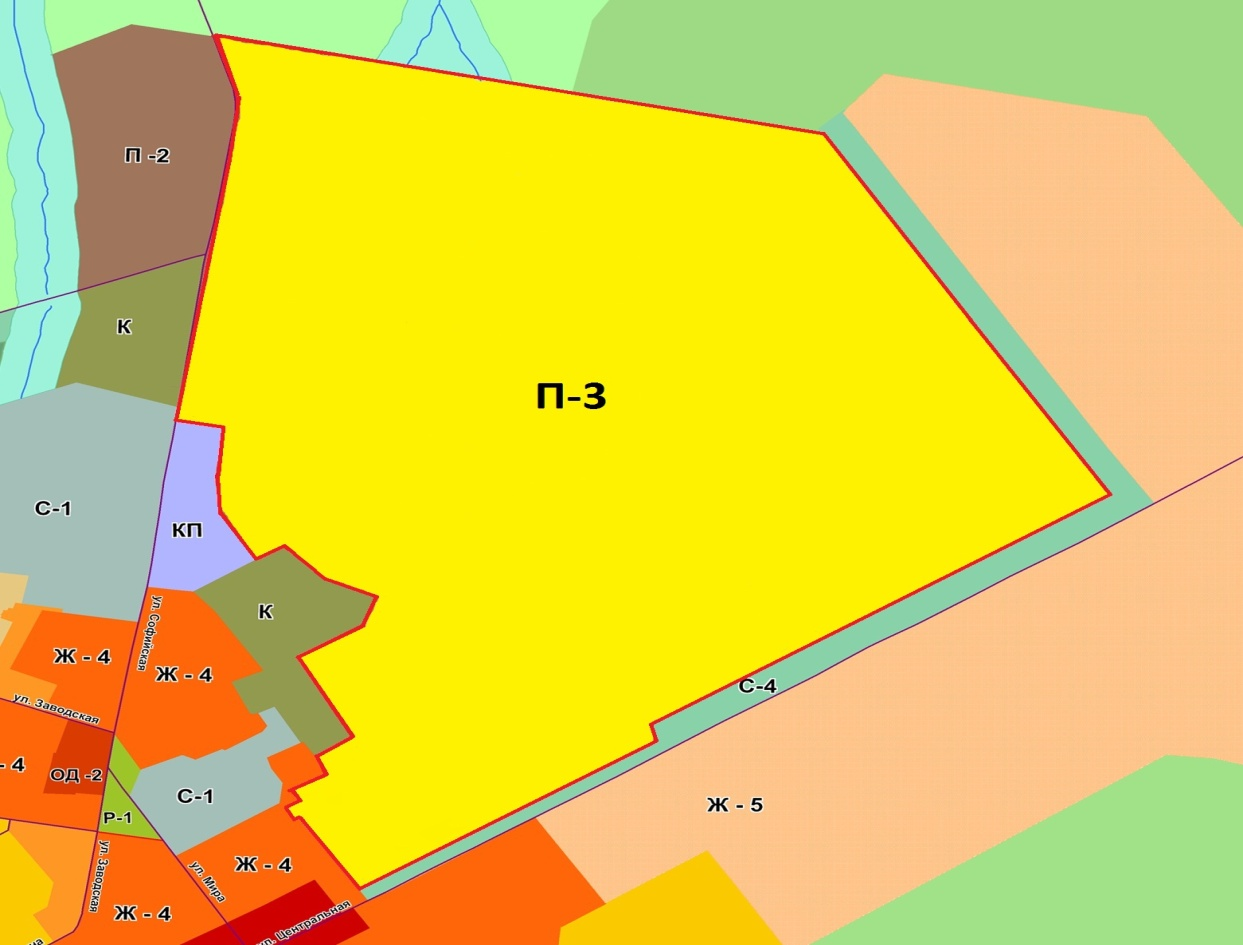 П -2
К
П-3
С-1
КП
К
ул. Софийская
Ж - 4
Ж - 4
С-4
ул. Заводская
- 4
ОД -2
С-1
Р-1
Ж - 5
ул. Заводская
Ж - 4
ул. Мира
Ж - 4
ул. Центральная